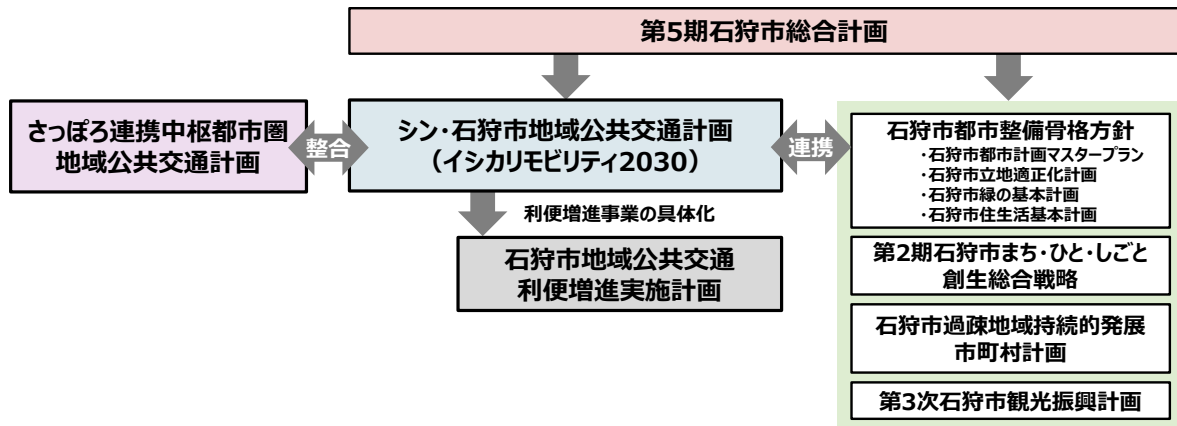 第5期石狩市総合計画
さっぽろ連携中枢都市圏
地域公共交通計画
整合
シン・石狩市地域公共交通計画
（イシカリモビリティ2030）
連携
石狩市都市整備骨格方針
・石狩市都市計画マスタープラン
・石狩市立地適正化計画
・石狩市緑の基本計画
・石狩市住生活基本計画
利便増進事業の具体化
石狩市地域公共交通
利便増進実施計画
第2期石狩市まち・ひと・しごと
創生総合戦略
石狩市過疎地域持続的発展
市町村計画
第3次石狩市観光振興計画